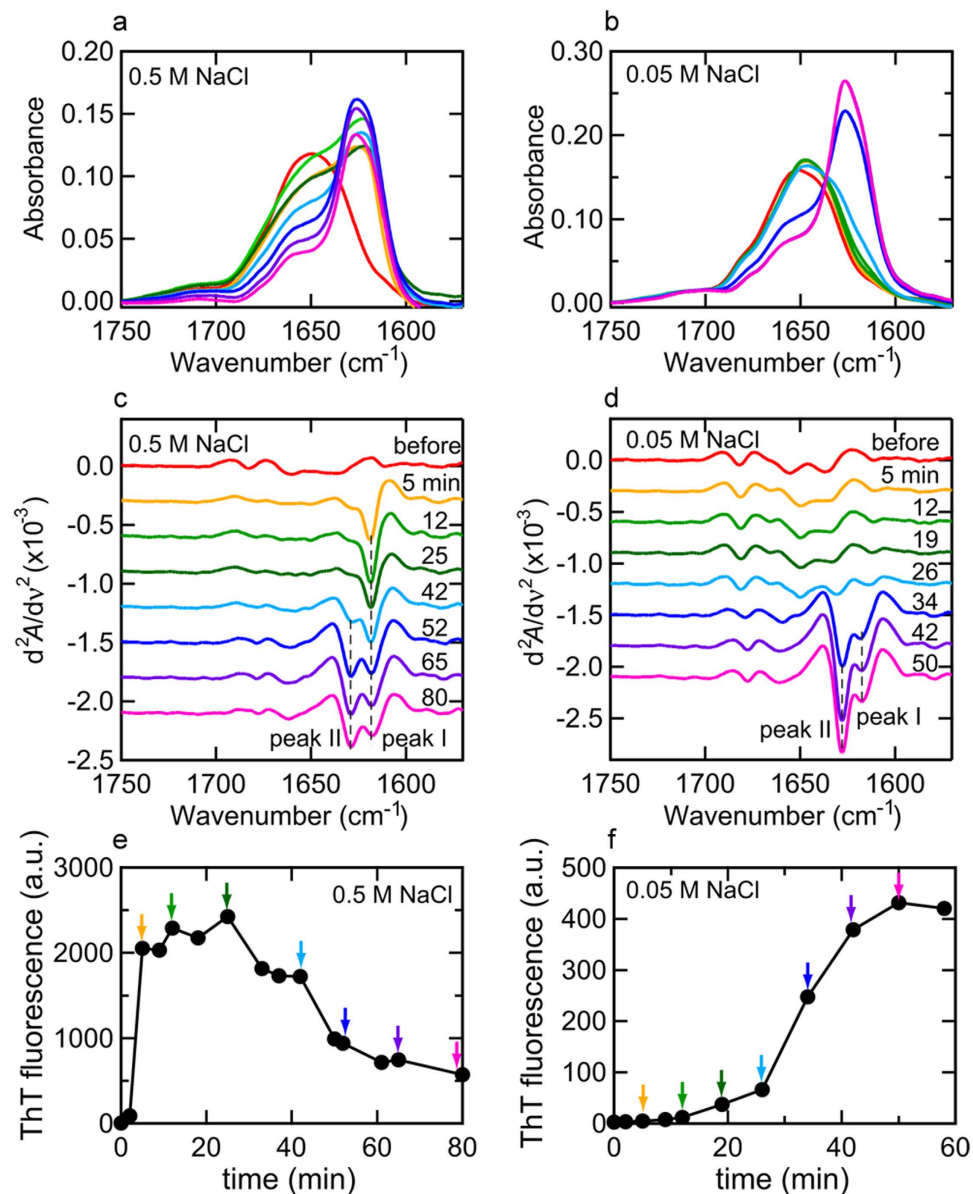 a
0.20
0.5 M NaCl
0.15
0.10
0.05
0.00
Absorbance
1750 1700 1650 1600
Wavenumber (cm-1)
b
0.30
0.05 M NaCl
0.20
0.10
0.00
Absorbance
1750 1700 1650 1600
Wavenumber (cm-1)
c
0.5 M NaCl
before
5 min
12
25
42
52
65
80
peak II peak I
0.0
-0.5
-1.0
-1.5
-2.0
-2.5
d2A/dν2 (x10-3)
1750 1700 1650 1600
Wavenumber (cm-1)
d
0.05 M NaCl
before
5 min
12
19
26
34
42
50
peak II peak I
0.0
-0.5
-1.0
-1.5
-2.0
-2.5
d2A/dν2 (x10-3)
1750 1700 1650 1600
Wavenumber (cm-1)
e
3000
0.5 M NaCl
2000
1000
0
ThT fluorescence (a.u.)
0 20 40 60 80
time (min)
f
500
0.05 M NaCl
400
300
200
100
0
ThT fluorescence (a.u.)
0 20 40 60
time (min)